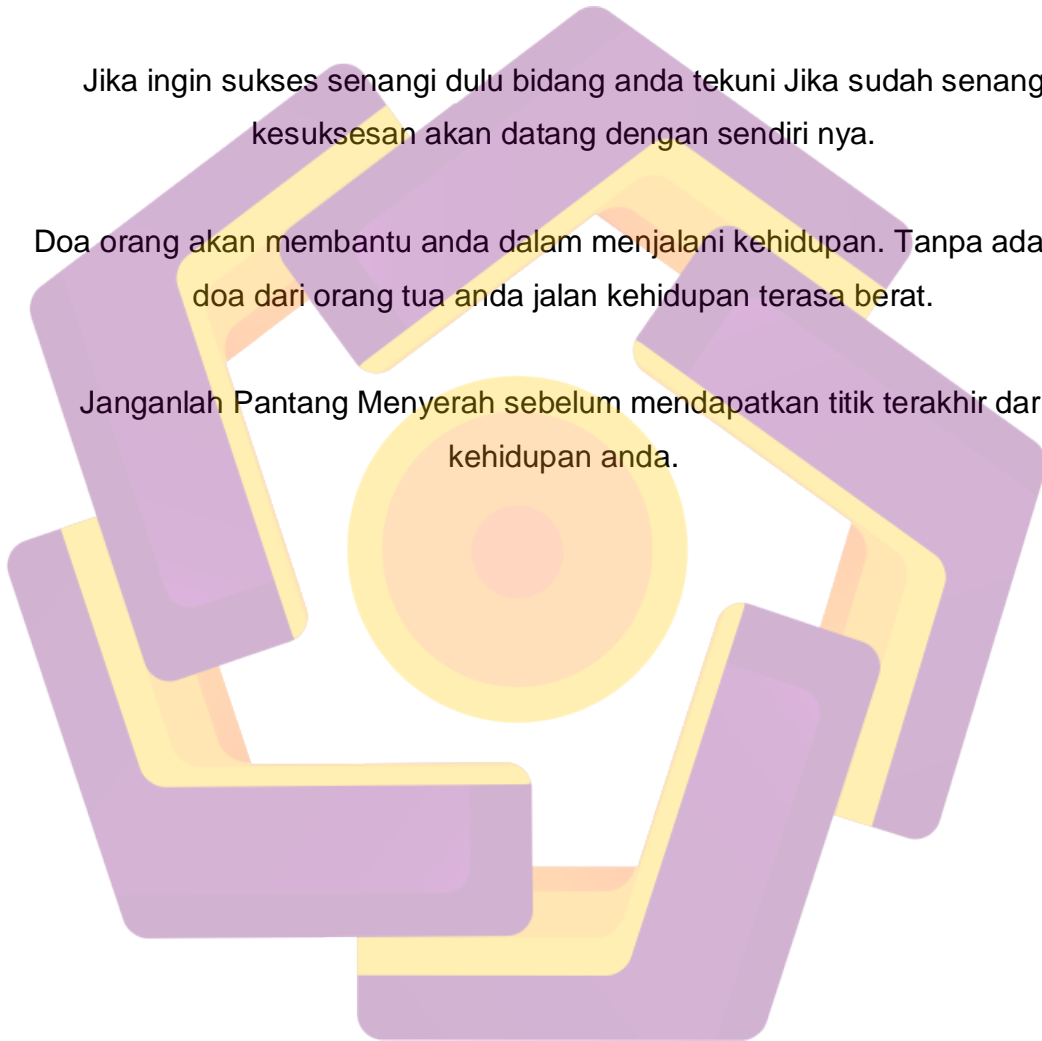 Jika ingin sukses senangi dulu bidang anda tekuni Jika sudah senang
kesuksesan akan datang dengan sendiri nya.
Doa orang akan membantu anda dalam menjalani kehidupan. Tanpa ada
doa dari orang tua anda jalan kehidupan terasa berat.
Janganlah Pantang Menyerah sebelum mendapatkan titik terakhir dar
kehidupan anda.